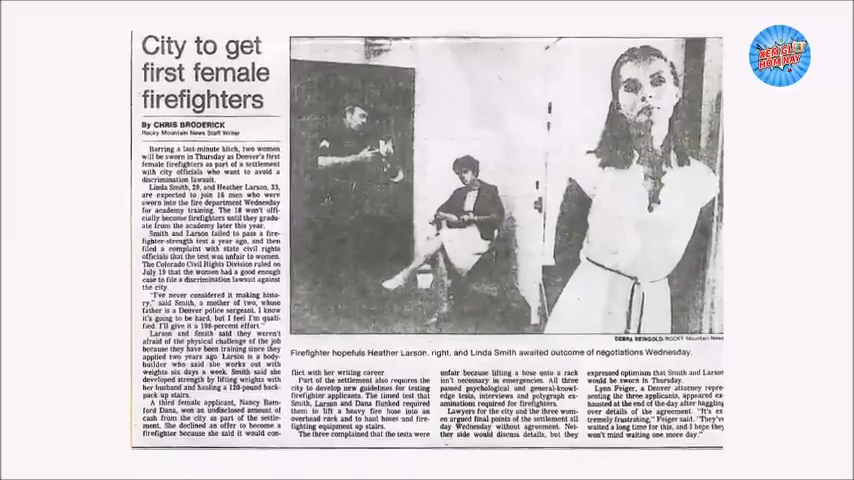 City to get
first female
firefighters
By CHRIS BRODERICK
Rocky Mountain News Staff Writer
Barring a last-minute hitch, two women
will be sworn in Thursday as Denver's first
female firefighters as part of a settlement
with city officials who want to avoid a
discrimination lawsuit.
Linda Smith, 29, and Heather Larson, 33,
are expected to join 16 men who were
sworn into the fire department Wednesday
for academy training. The 18 won't offi-
cially become firefighters until they gradu-
ate from the academy later this year.
Smith and Larson failed to pass a fire-
fighter-strength test a year ago, and then
filed a complaint with state civil rights
officials that the test was unfair to women.
The Colorado Civil Rights Division ruled on
July 19 that the women had a good enough
case to file a discrimination lawsuit against
the city.
"I've never considered it making histo-
ry," said Smith, a mother of two, whose
father is a Denver police sergeant. I know
it's going to be hard, but I feel I'm quali-
fied. I'll give it a 198-percent effort."
Larson and Smith said they weren't
afraid of the physical challenge of the job
because they have been training since they
applied two years ago. Larson is a body-
builder who said she works out with
weights six days a week. Smith said she
developed strength by lifting weights with
her husband and hauling a 120-pound back-
pack up stairs.
A third female applicant, Nancy Bam-
ford Dana, won an undisclosed amount of
cash from the city as part of the settle-
ment. She declined an offer to become a
firefighter because she said it would con-
DEBRA REINGOLD/ROCKY Mountain News
Firefighter hopefuls Heather Larson, right, and Linda Smith awaited outcome of negotiations Wednesday.
flict with her writing career.
Part of the settlement also requires the
city to develop new guidelines for testing
firefighter applicants. The timed test that
Smith, Larson and Dana flunked required
them to lift a heavy fire hose into an
overhead rack and to haul hoses and fire-
fighting equipment up stairs.
The three complained that the tests were
unfair because lifting a hose onto a rack
isn't necessary in emergencies. All three
passed psychological and general-knowl-
edge tests, interviews and polygraph ex-
aminations required for firefighters.
Lawyers for the city and the three wom-
en argued final points of the settlement all
day Wednesday without agreement. Nei-
ther side would discuss details, but they
expressed optimism that Smith and Larson
would be sworn in Thursday.
Lynn Feiger, a Denver attorney repre-
senting the three applicants, appeared ex-
hausted at the end of the day after haggling
over details of the agreement. "It's ex-
tremely frustrating," Feiger said. "They've
waited a long time for this, and I hope they
won't mind waiting one more day."
XEM GÌ
HÔM NAY